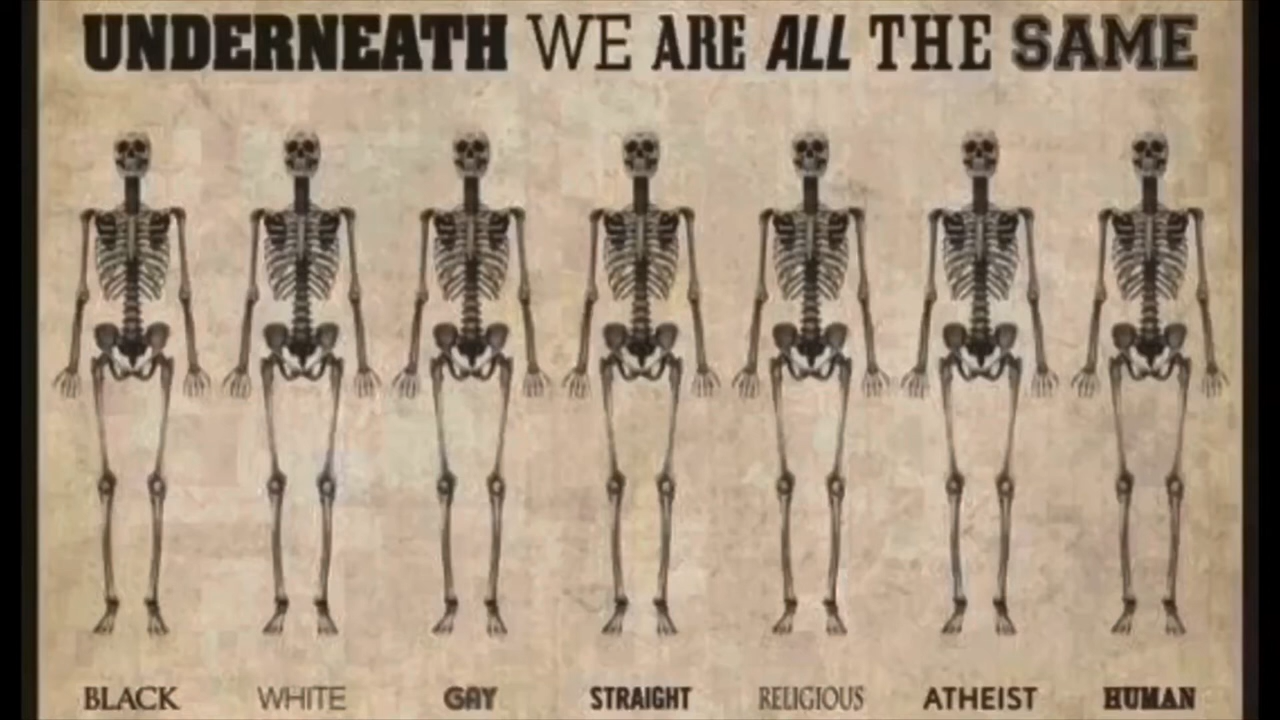 UNDERNEATH WE ARE ALL THE SAME
BLACK WHITE GAY STRAIGHT RELIGIOUS ATHEIST HUMAN